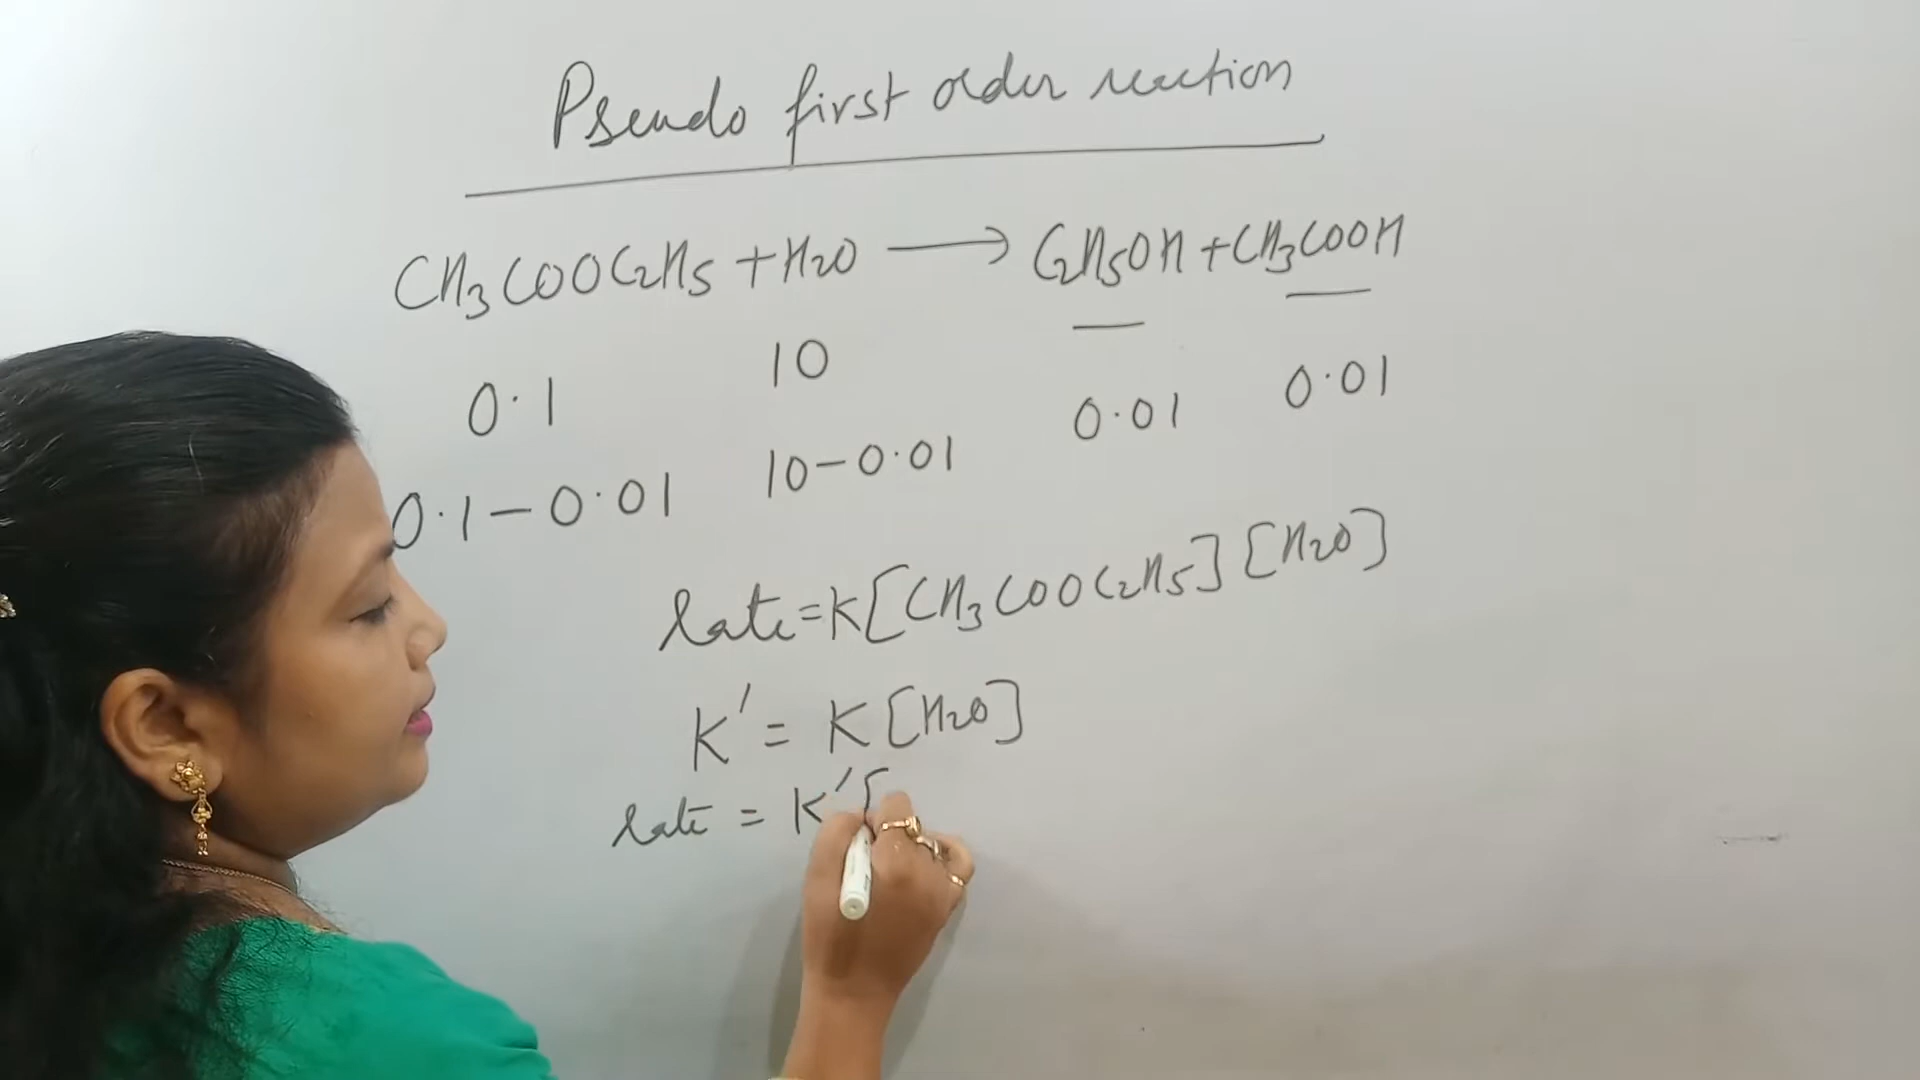 Pseudo first order reaction
CH3COOC2H5 + H2O ⟶ C2H5OH + CH3COOH
0.1 10 — —
0.1-0.01 10-0.01 0.01 0.01
rate=K[CH3COOC2H5][H2O]
K' = K[H2O]
rate = K'[